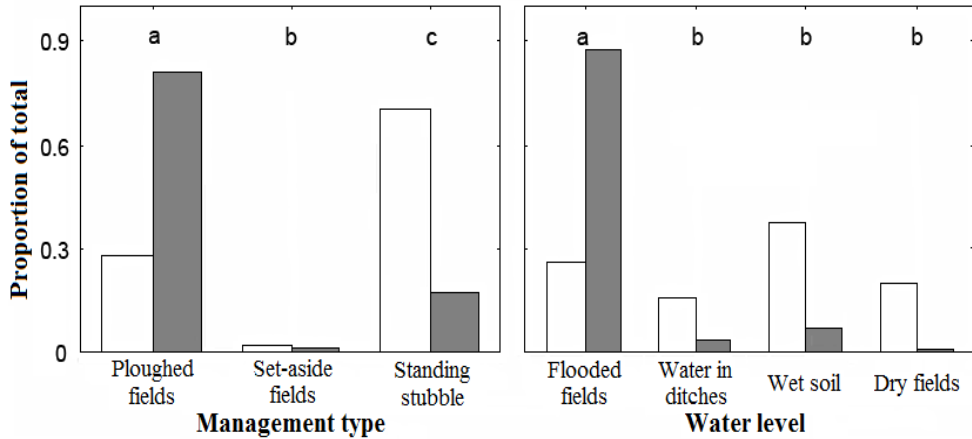 Proportion of total
0.9
0.6
0.3
0
a b c
Ploughed
fields
Set-aside
fields
Standing
stubble
Management type
a b b b
Flooded
fields
Water in
ditches
Wet soil
Dry fields
Water level